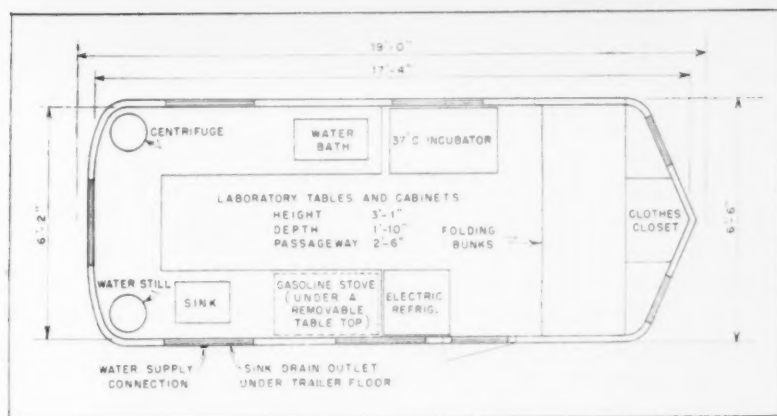 19'-0"
17'-4"
CENTRIFUGE
WATER
BATH
37°C INCUBATOR
LABORATORY TABLES AND CABINETS
HEIGHT 3'-1"
DEPTH 1'-10"
PASSAGEWAY 2'-6"
FOLDING
BUNKS
CLOTHES
CLOSET
6'-2"
6'-6"
WATER STILL
SINK
GASOLINE STOVE
(UNDER A
REMOVABLE
TABLE TOP)
ELECTRIC
REFRIG.
WATER SUPPLY
CONNECTION
SINK DRAIN OUTLET
UNDER TRAILER FLOOR